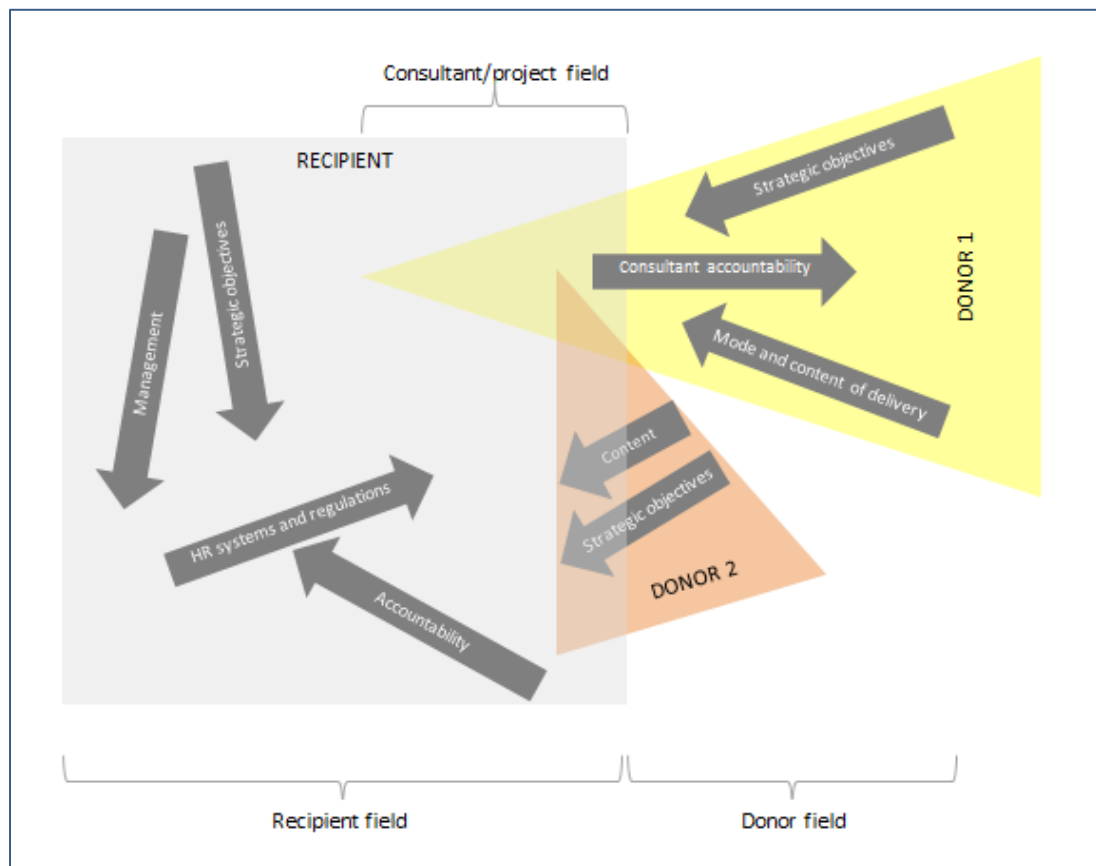 Consultant/project field
RECIPIENT
Strategic objectives
Consultant accountability
Mode and content of delivery
DONOR 1
Management
Strategic objectives
HR systems and regulations
Accountability
Content
Strategic objectives
DONOR 2
Recipient field
Donor field